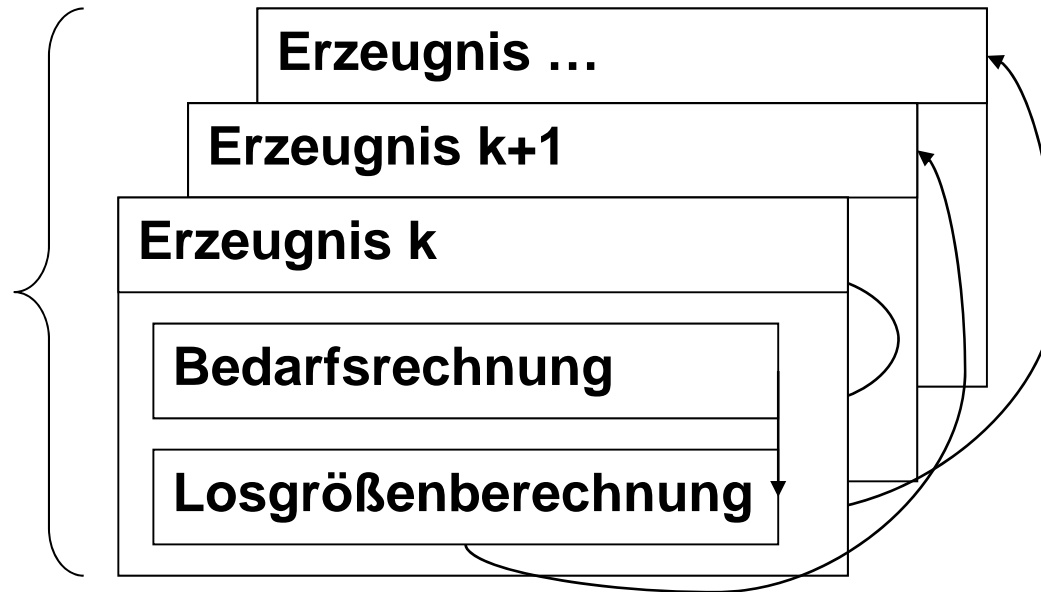 Erzeugnis …
Erzeugnis k+1
Erzeugnis k
Bedarfsrechnung
Losgrößenberechnung